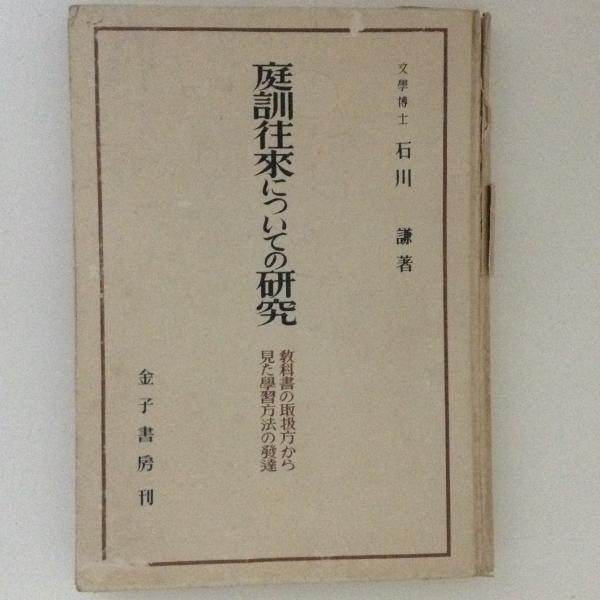 文學博士 石川 謙著
庭訓往來についての研究
教科書の取扱方から
見た學習方法の發達
金子書房刊